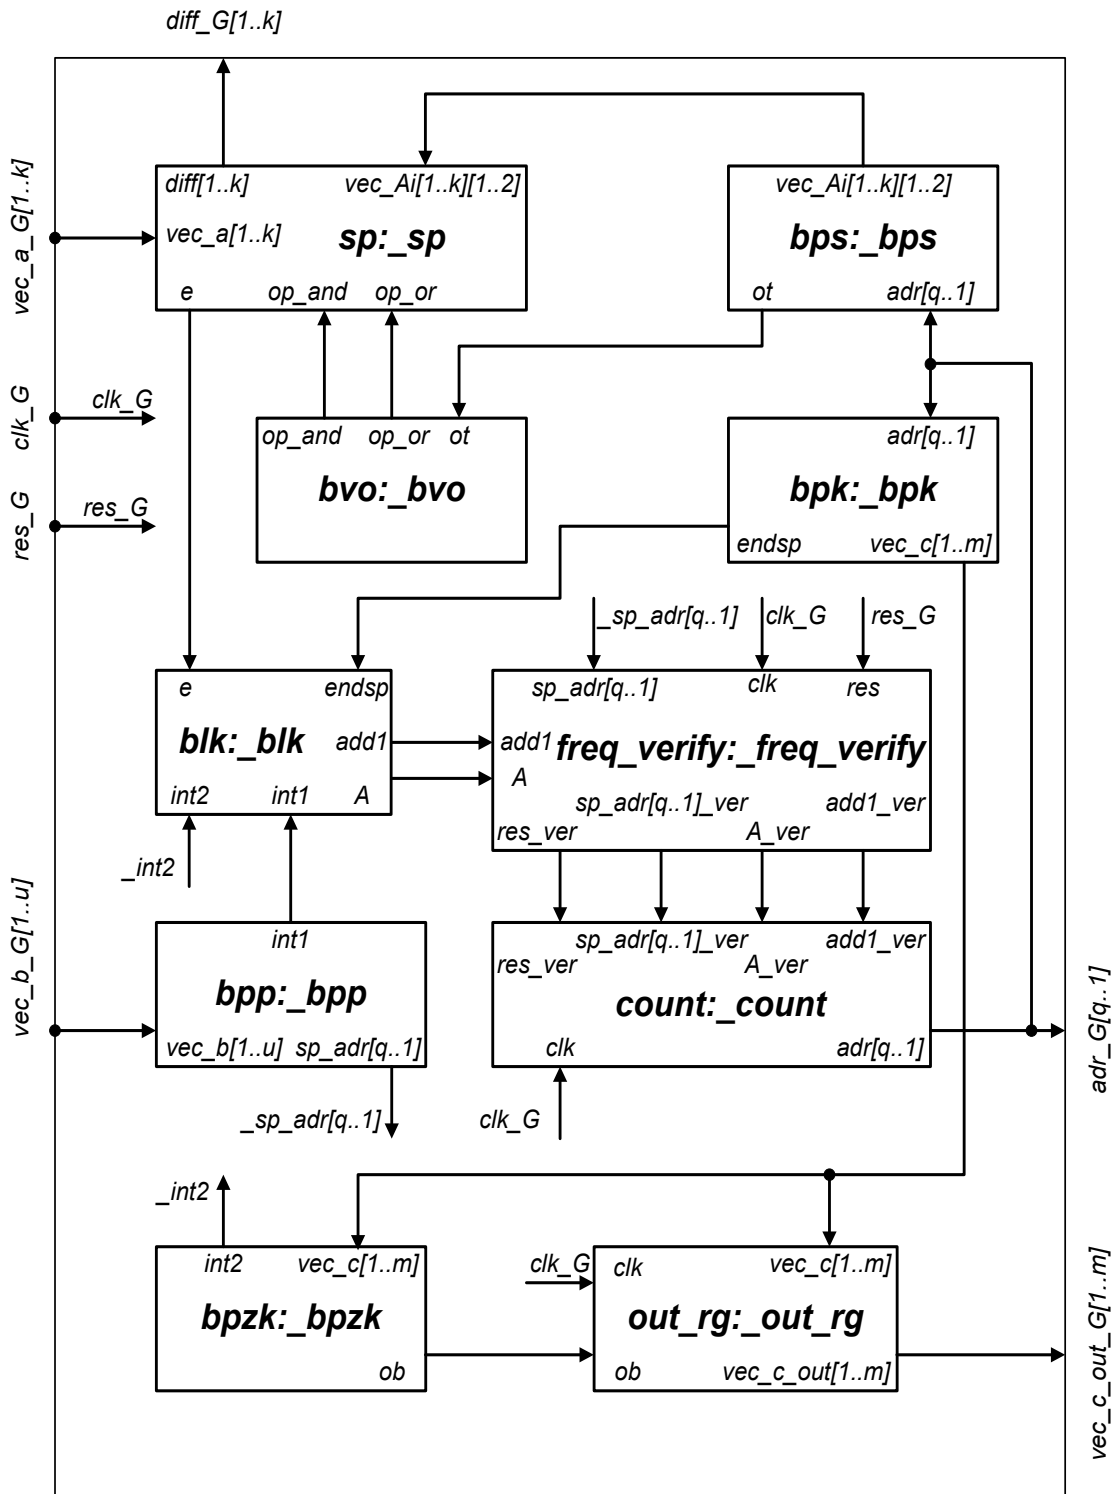 diff_G[1..k]
vec_a_G[1..k]
diff[1..k]
vec_Ai[1..k][1..2]
vec_a[1..k]
sp:_sp
e
op_and
op_or
vec_Ai[1..k][1..2]
bps:_bps
ot
adr[q..1]
clk_G
clk_G
res_G
res_G
op_and
op_or
ot
bvo:_bvo
adr[q..1]
bpk:_bpk
endsp
vec_c[1..m]
_sp_adr[q..1]
clk_G
res_G
e
endsp
blk:_blk
add1
int2
int1
A
_int2
sp_adr[q..1]
clk
res
add1
freq_verify:_freq_verify
A
sp_adr[q..1]_ver
add1_ver
res_ver
A_ver
vec_b_G[1..u]
int1
bpp:_bpp
vec_b[1..u]
sp_adr[q..1]
_sp_adr[q..1]
sp_adr[q..1]_ver
add1_ver
res_ver
A_ver
count:_count
clk
adr[q..1]
clk_G
adr_G[q..1]
_int2
int2
vec_c[1..m]
bpzk:_bpzk
ob
clk_G
clk
vec_c[1..m]
out_rg:_out_rg
ob
vec_c_out[1..m]
vec_c_out_G[1..m]